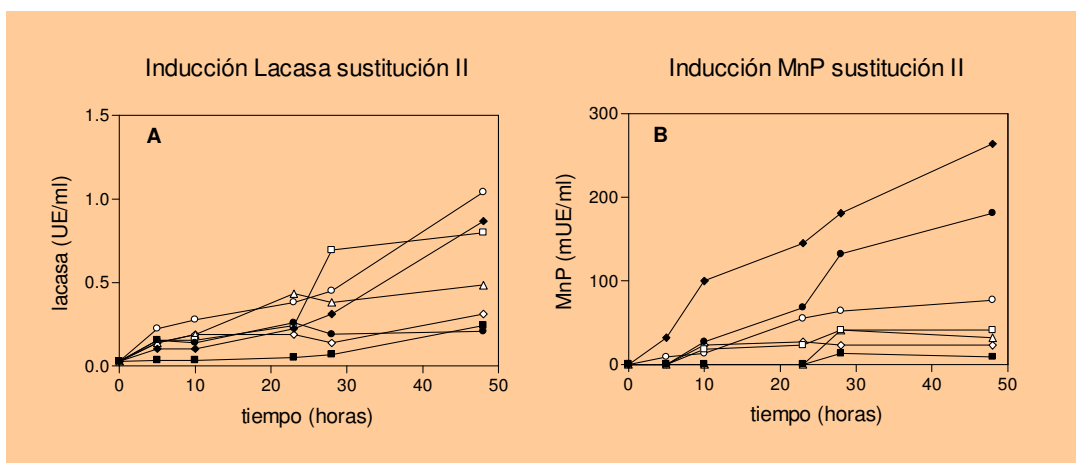 Inducción Lacasa sustitución II
A
lacasa (UE/ml)
1.5
1.0
0.5
0.0
0 10 20 30 40 50
tiempo (horas)
Inducción MnP sustitución II
B
MnP (mUE/ml)
300
200
100
0
0 10 20 30 40 50
tiempo (horas)